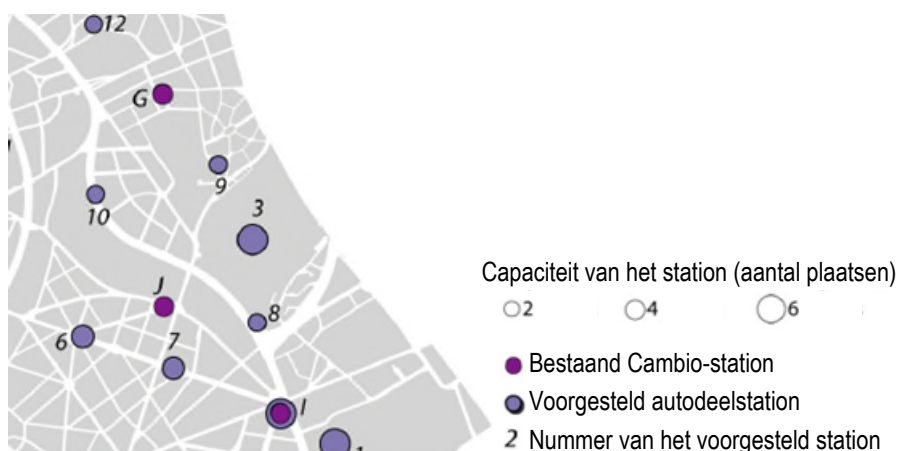 12
G
9
10
3
J
8
6
7
I
1
Capaciteit van het station (aantal plaatsen)
2 4 6
Bestaand Cambio-station
Voorgesteld autodeelstation
2 Nummer van het voorgesteld station